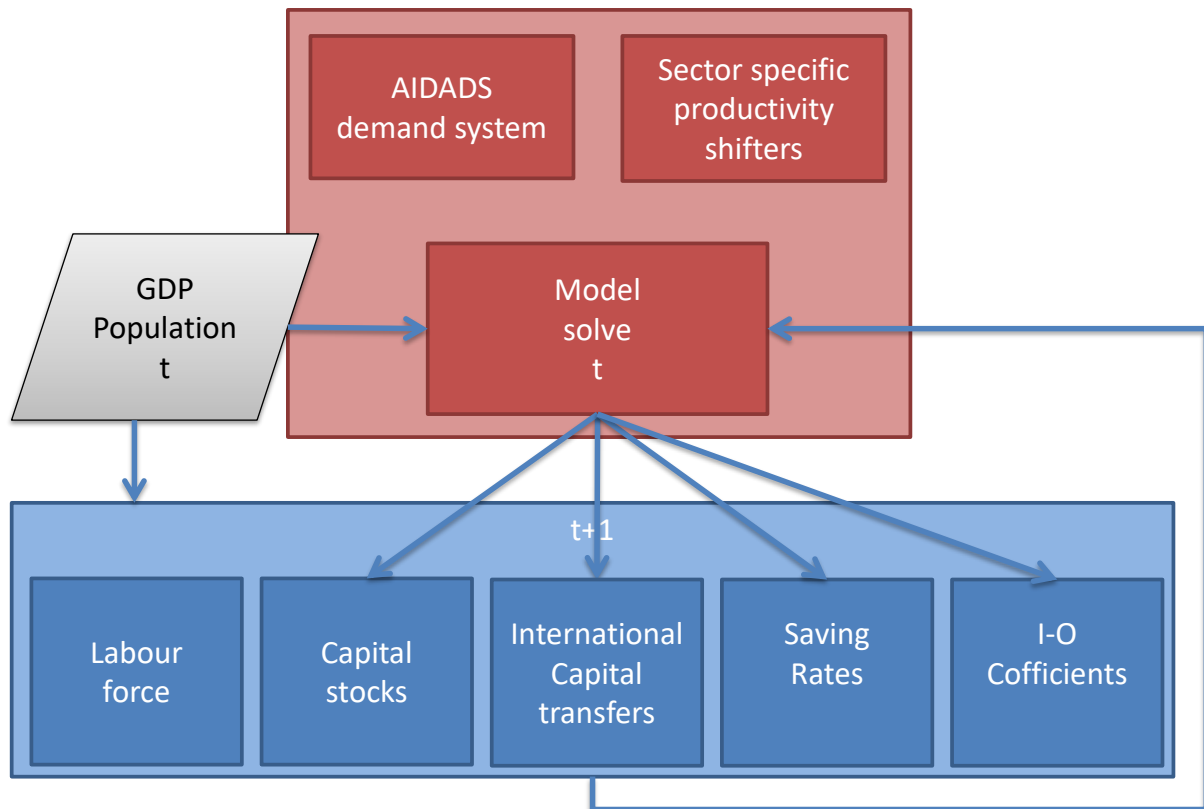 AIDADS
demand system
Sector specific
productivity
shifters
GDP
Population
t
Model
solve
t
t+1
Labour
force
Capital
stocks
International
Capital
transfers
Saving
Rates
I-O
Cofficients